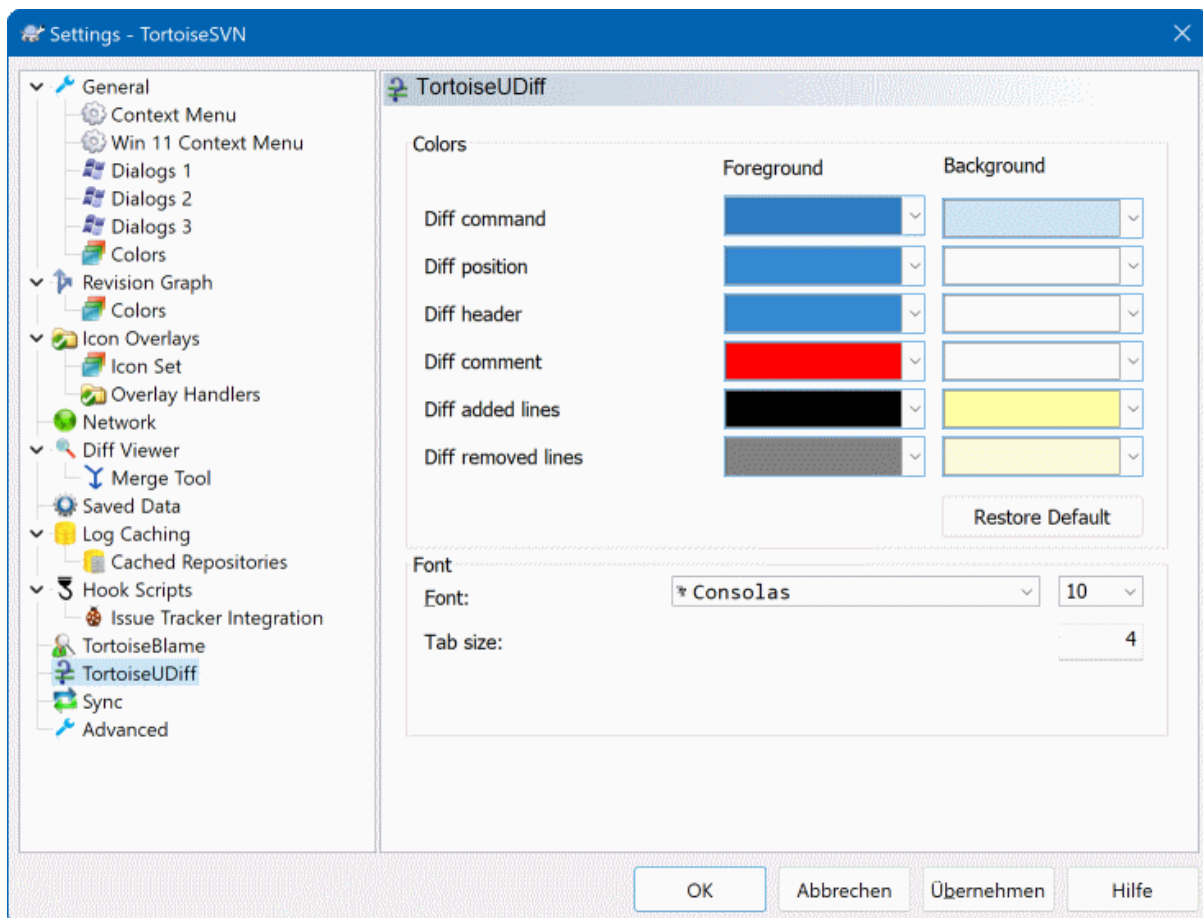 Settings - TortoiseSVN
General
Context Menu
Win 11 Context Menu
Dialogs 1
Dialogs 2
Dialogs 3
Colors
Revision Graph
Colors
Icon Overlays
Icon Set
Overlay Handlers
Network
Diff Viewer
Merge Tool
Saved Data
Log Caching
Cached Repositories
Hook Scripts
Issue Tracker Integration
TortoiseBlame
TortoiseUDiff
Sync
Advanced
TortoiseUDiff
Colors
Foreground Background
Diff command
Diff position
Diff header
Diff comment
Diff added lines
Diff removed lines
Restore Default
Font
Font: Consolas 10
Tab size: 4
OK Abbrechen Übernehmen Hilfe